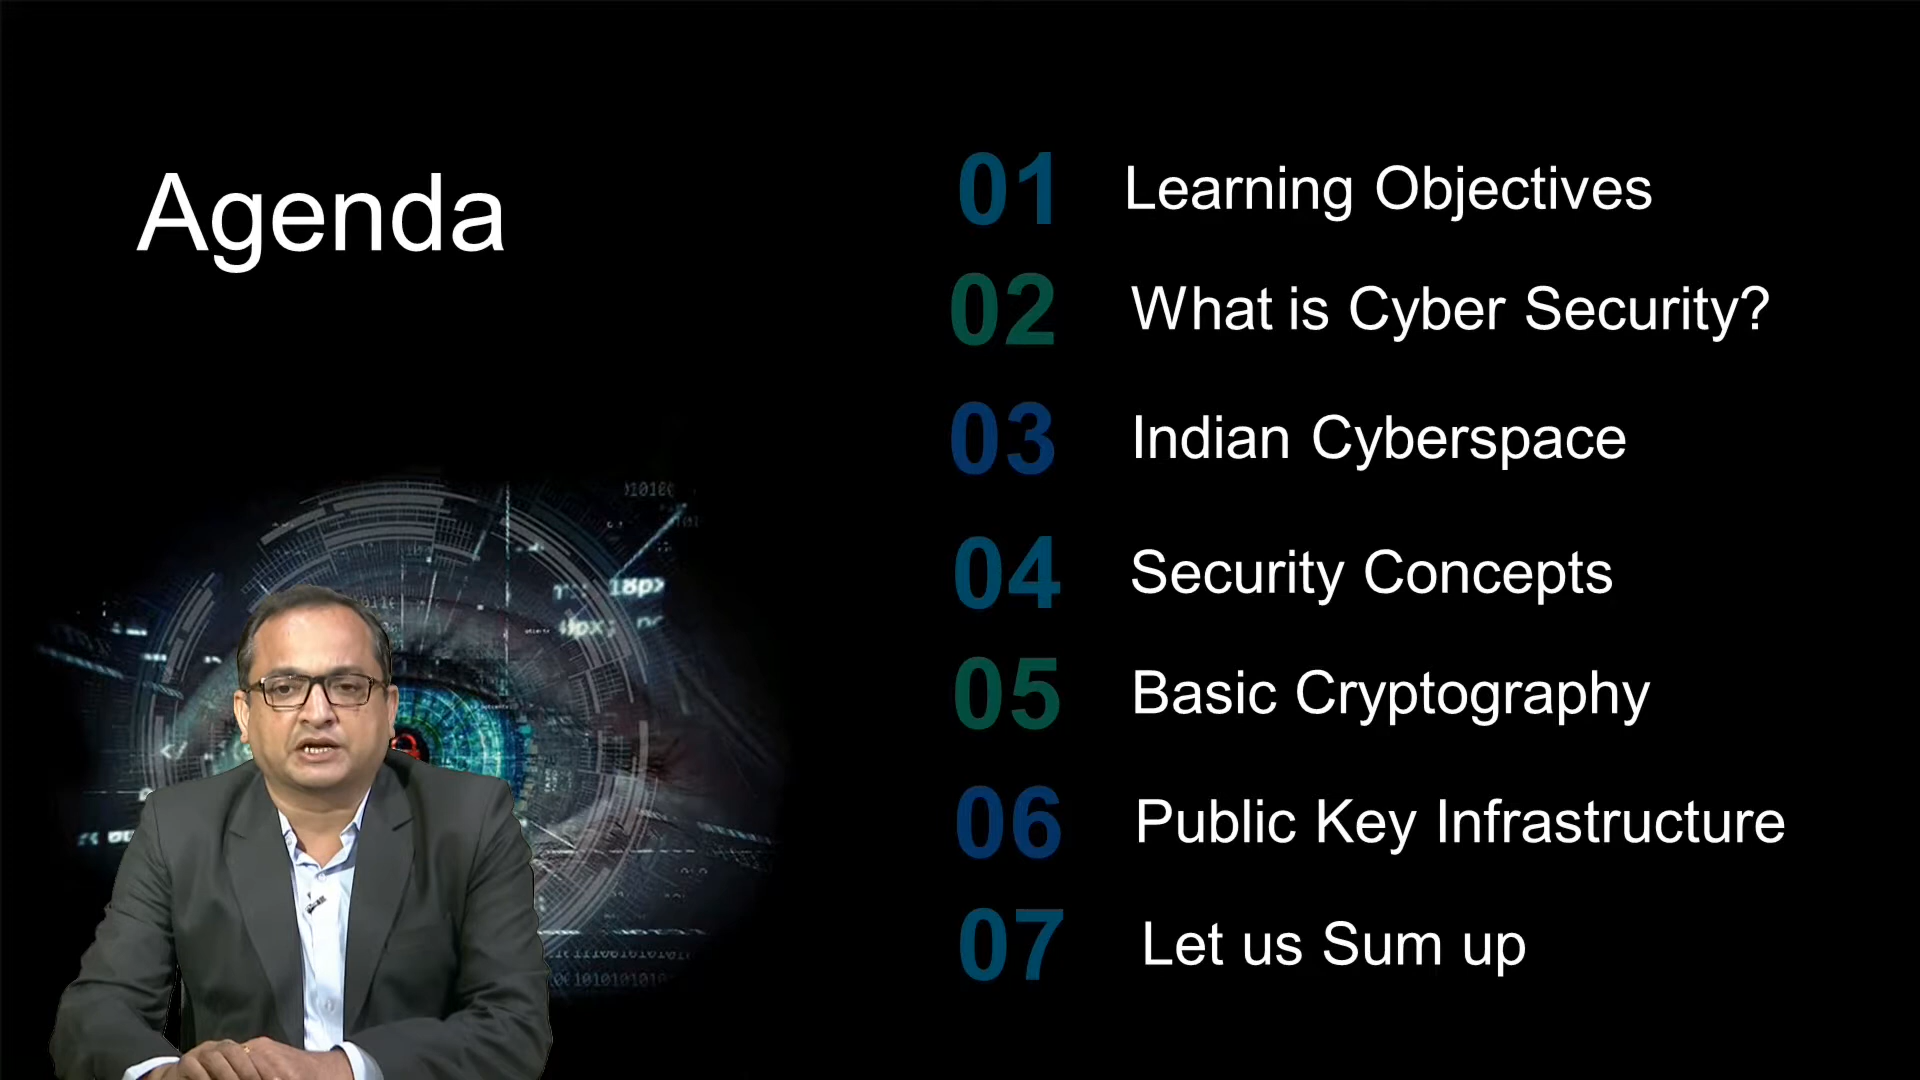 Agenda
01 Learning Objectives
02 What is Cyber Security?
03 Indian Cyberspace
04 Security Concepts
05 Basic Cryptography
06 Public Key Infrastructure
07 Let us Sum up
18px